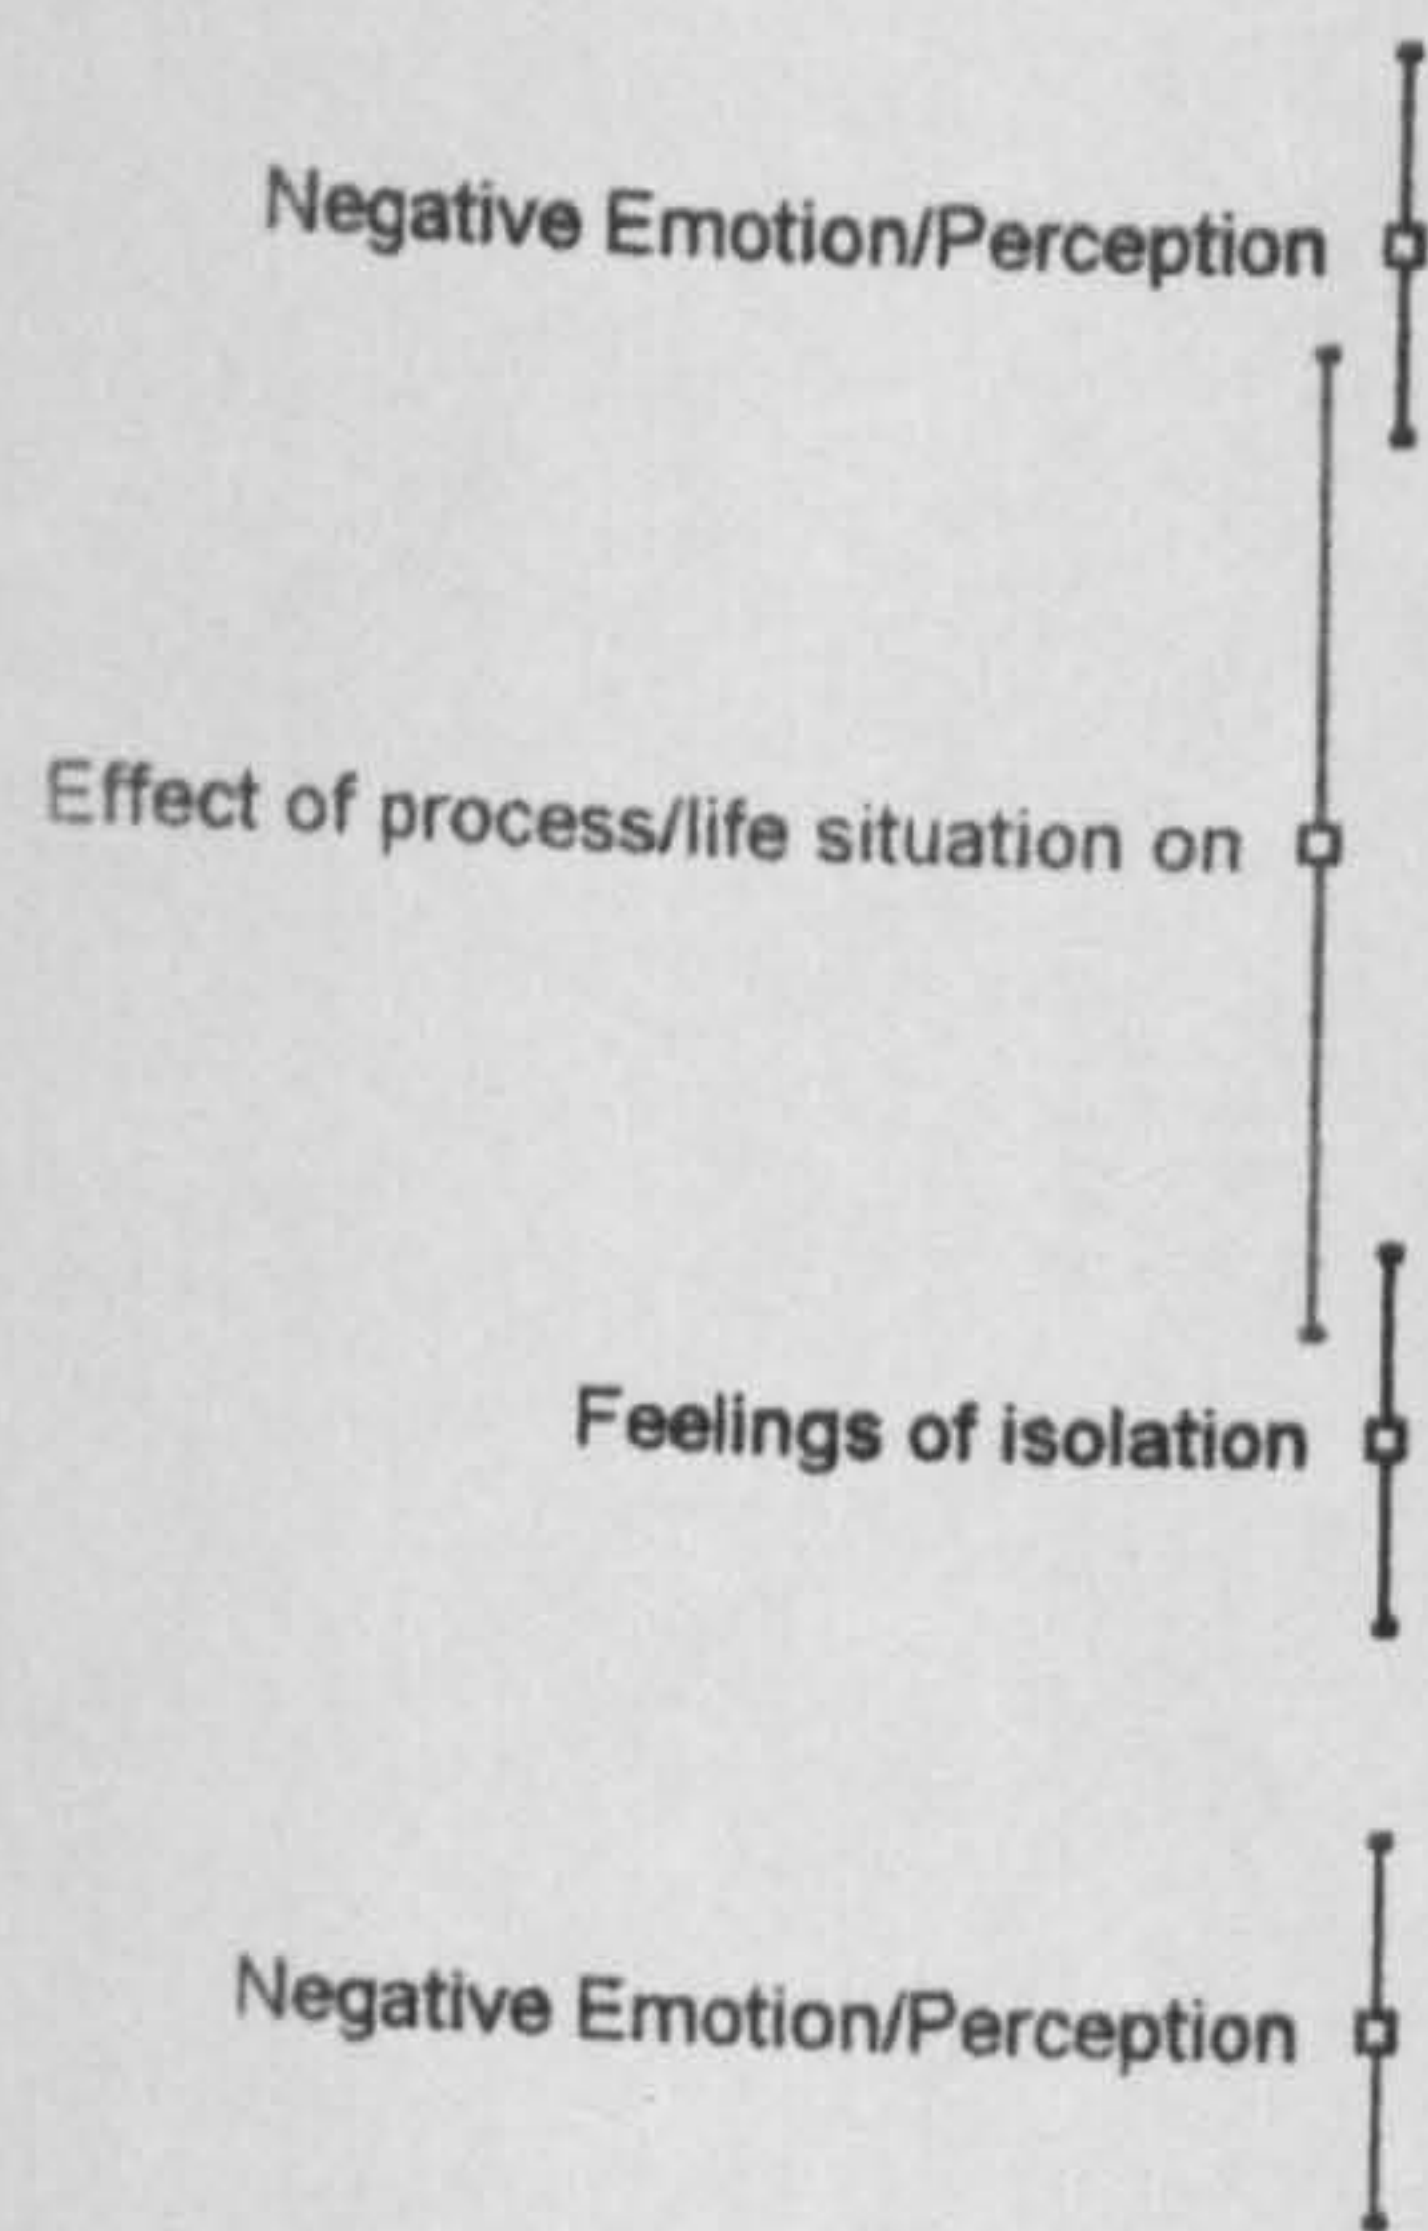 Negative Emotion/Perception
Effect of process/life situation on
Feelings of isolation
Negative Emotion/Perception